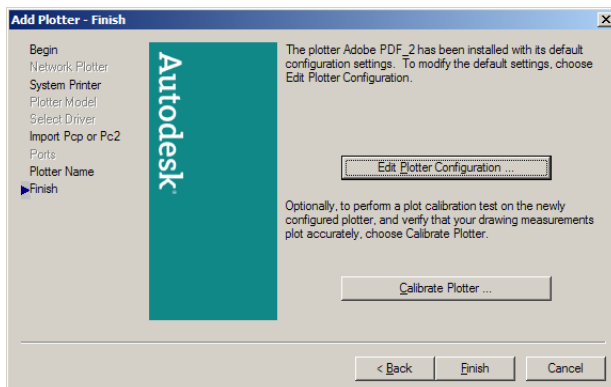 Add Plotter - Finish
Begin
Network Plotter
System Printer
Plotter Model
Select Driver
Import Pcp or Pc2
Ports
Plotter Name
Finish
Autodesk
The plotter Adobe PDF_2 has been installed with its default
configuration settings. To modify the default settings, choose
Edit Plotter Configuration.
Edit Plotter Configuration ...
Optionally, to perform a plot calibration test on the newly
configured plotter, and verify that your drawing measurements
plot accurately, choose Calibrate Plotter.
Calibrate Plotter ...
< Back
Finish
Cancel